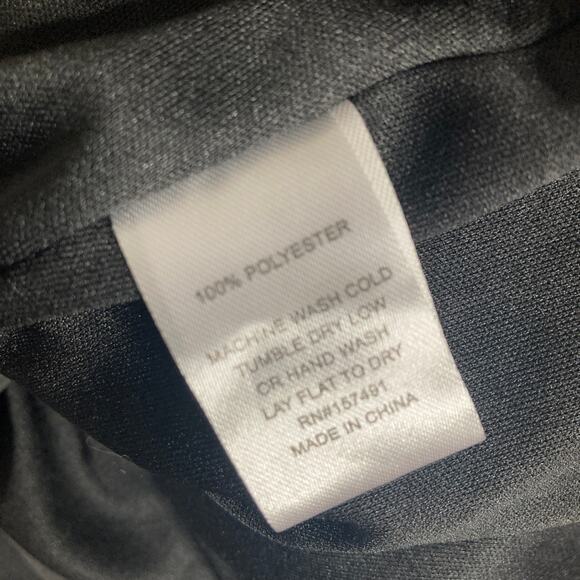 100% POLYESTER
MACHINE WASH COLD
TUMBLE DRY LOW
OR HAND WASH
LAY FLAT TO DRY
RN#157491
MADE IN CHINA